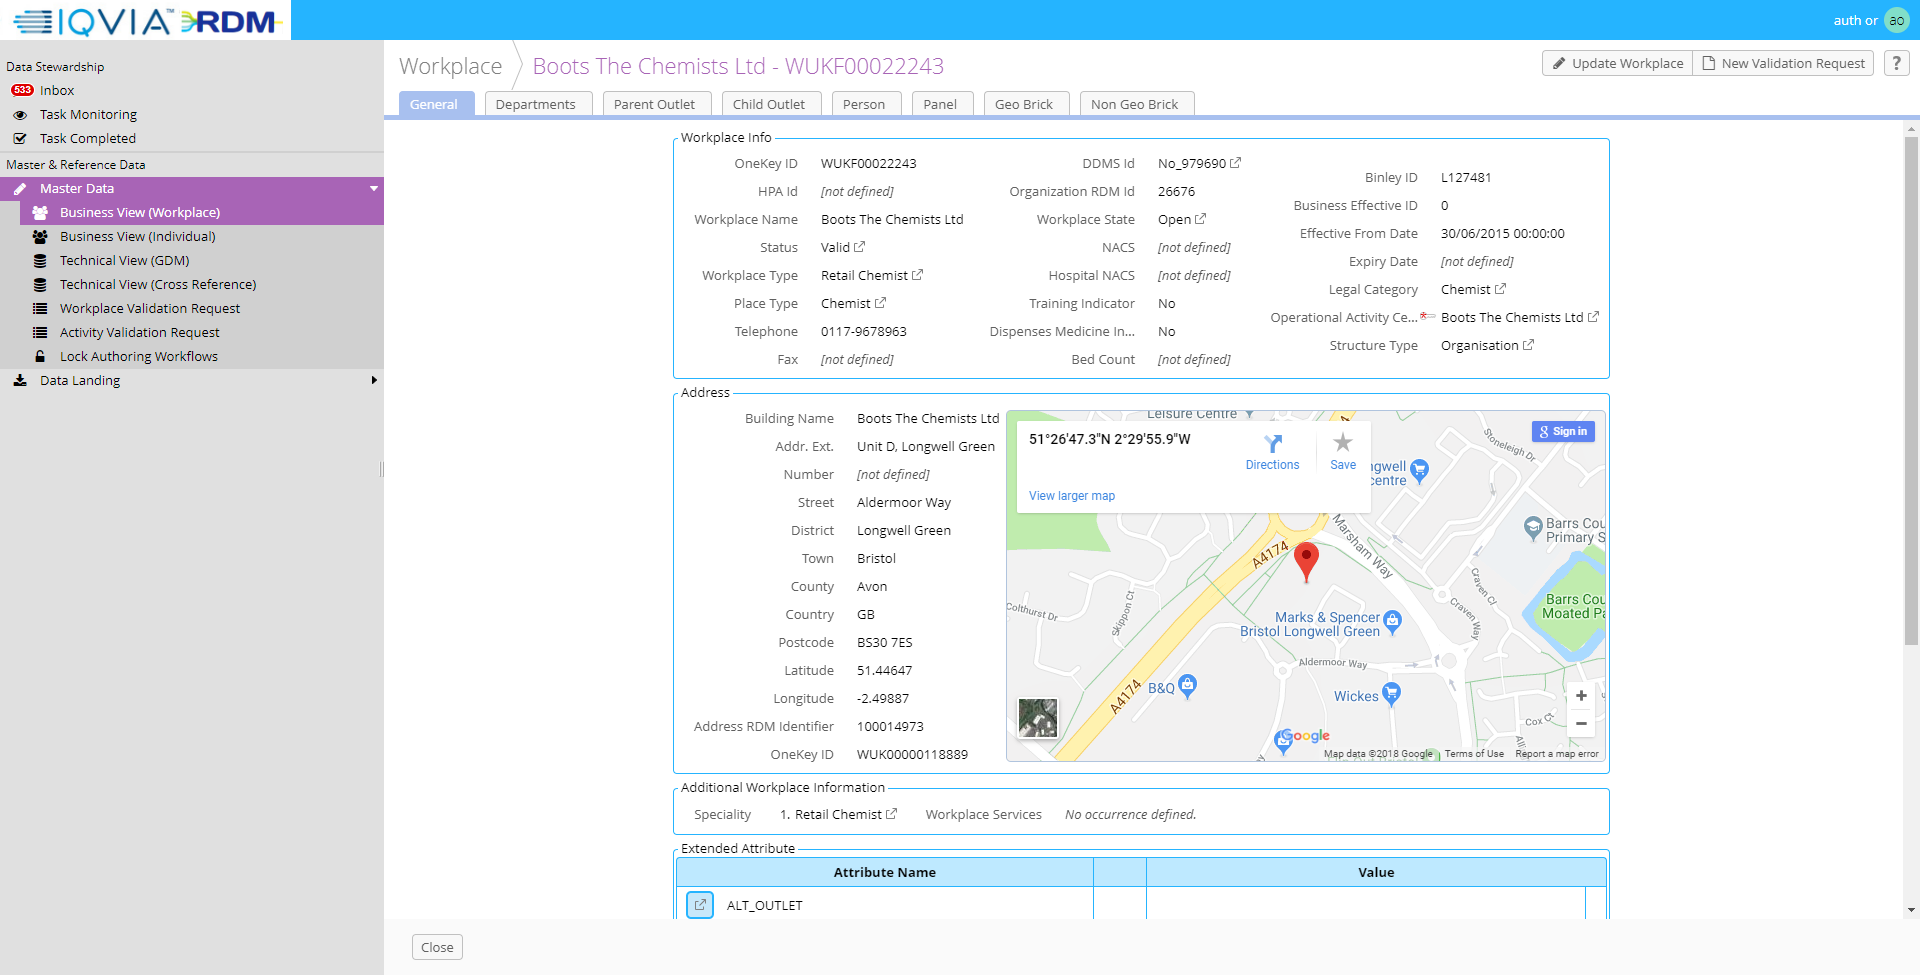 IQVIA™ RDM
auth or ao
Data Stewardship
533 Inbox
Task Monitoring
Task Completed
Master & Reference Data
Master Data
Business View (Workplace)
Business View (Individual)
Technical View (GDM)
Technical View (Cross Reference)
Workplace Validation Request
Activity Validation Request
Lock Authoring Workflows
Data Landing
Workplace Boots The Chemists Ltd - WUKF00022243
Update Workplace New Validation Request ?
General Departments Parent Outlet Child Outlet Person Panel Geo Brick Non Geo Brick
Workplace Info
OneKey ID WUKF00022243
HPA Id [not defined]
Workplace Name Boots The Chemists Ltd
Status Valid
Workplace Type Retail Chemist
Place Type Chemist
Telephone 0117-9678963
Fax [not defined]
DDMS Id No_979690
Organization RDM Id 26676
Workplace State Open
NACS [not defined]
Hospital NACS [not defined]
Training Indicator No
Dispenses Medicine In... No
Bed Count [not defined]
Binley ID L127481
Business Effective ID 0
Effective From Date 30/06/2015 00:00:00
Expiry Date [not defined]
Legal Category Chemist
Operational Activity Ce... Boots The Chemists Ltd
Structure Type Organisation
Address
Building Name Boots The Chemists Ltd
Addr. Ext. Unit D, Longwell Green
Number [not defined]
Street Aldermoor Way
District Longwell Green
Town Bristol
County Avon
Country GB
Postcode BS30 7ES
Latitude 51.44647
Longitude -2.49887
Address RDM Identifier 100014973
OneKey ID WUK00000118889
Leisure Centre
51°26'47.3"N 2°29'55.9"W
Directions
Save
View larger map
Sign in
Stoneleigh Dr
ngwell
centre
Marsham Way
Barrs Cou
Primary S
A4174
Craven Cl
Craven Way
Barrs Cou
Moated Pa
Colthurst Dr
Skippon Ct
Marks & Spencer
Bristol Longwell Green
Aldermoor Way
A4174
B&Q
Wickes
Cox Ct
+
−
Google
Map data ©2018 Google Terms of Use Report a map error
Additional Workplace Information
Speciality 1. Retail Chemist Workplace Services No occurrence defined.
Extended Attribute
Attribute Name Value
ALT_OUTLET
Close